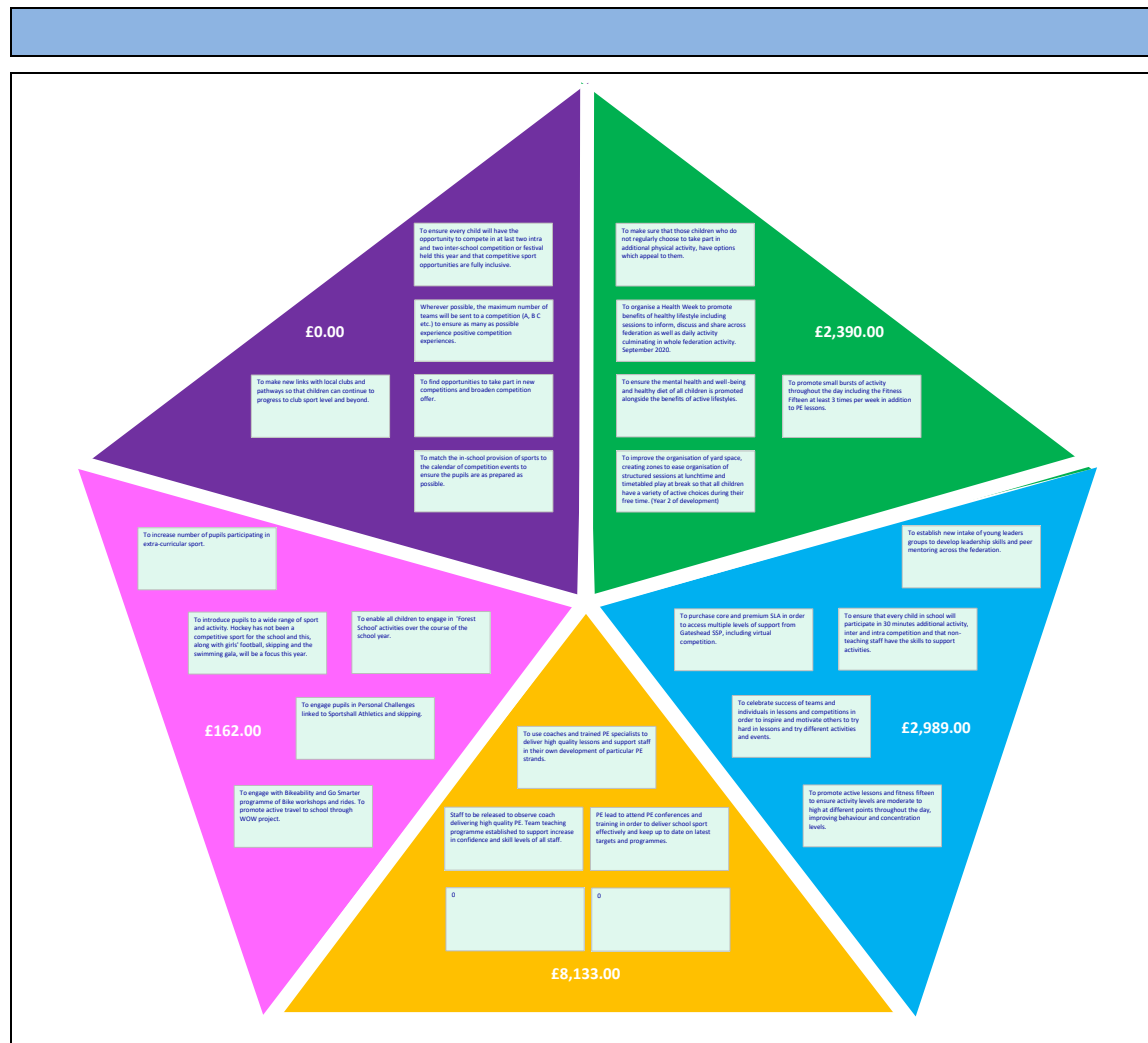 To ensure every child will have the
opportunity to compete in at last two intra
and two inter-school competition or festival
held this year and that competitive sport
opportunities are fully inclusive.
Wherever possible, the maximum number of
teams will be sent to a competition (A, B C
etc.) to ensure as many as possible
experience positive competition
experiences.
£0.00
To make new links with local clubs and
pathways so that children can continue to
progress to club sport level and beyond.
To find opportunities to take part in new
competitions and broaden competition
offer.
To match the in-school provision of sports to
the calendar of competition events to
ensure the pupils are as prepared as
possible.
To make sure that those children who do
not regularly choose to take part in
additional physical activity, have options
which appeal to them.
To organise a Health Week to promote
benefits of healthy lifestyle including
sessions to inform, discuss and share across
federation as well as daily activity
culminating in whole federation activity.
September 2020.
£2,390.00
To ensure the mental health and well-being
and healthy diet of all children is promoted
alongside the benefits of active lifestyles.
To promote small bursts of activity
throughout the day including the Fitness
Fifteen at least 3 times per week in addition
to PE lessons.
To improve the organisation of yard space,
creating zones to ease organisation of
structured sessions at lunchtime and
timetabled play at break so that all children
have a variety of active choices during their
free time. (Year 2 of development)
To increase number of pupils participating in
extra-curricular sport.
To introduce pupils to a wide range of sport
and activity. Hockey has not been a
competitive sport for the school and this,
along with girls' football, skipping and the
swimming gala, will be a focus this year.
To enable all children to engage in 'Forest
School' activities over the course of the
school year.
£162.00
To engage pupils in Personal Challenges
linked to Sportshall Athletics and skipping.
To engage with Bikeability and Go Smarter
programme of Bike workshops and rides. To
promote active travel to school through
WOW project.
To use coaches and trained PE specialists to
deliver high quality lessons and support staff
in their own development of particular PE
strands.
Staff to be released to observe coach
delivering high quality PE. Team teaching
programme established to support increase
in confidence and skill levels of all staff.
PE lead to attend PE conferences and
training in order to deliver school sport
effectively and keep up to date on latest
targets and programmes.
0
0
£8,133.00
To establish new intake of young leaders
groups to develop leadership skills and peer
mentoring across the federation.
To purchase core and premium SLA in order
to access multiple levels of support from
Gateshead SSP, including virtual
competition.
To ensure that every child in school will
participate in 30 minutes additional activity,
inter and intra competition and that non-
teaching staff have the skills to support
activities.
To celebrate success of teams and
individuals in lessons and competitions in
order to inspire and motivate others to try
hard in lessons and try different activities
and events.
£2,989.00
To promote active lessons and fitness fifteen
to ensure activity levels are moderate to
high at different points throughout the day,
improving behaviour and concentration
levels.